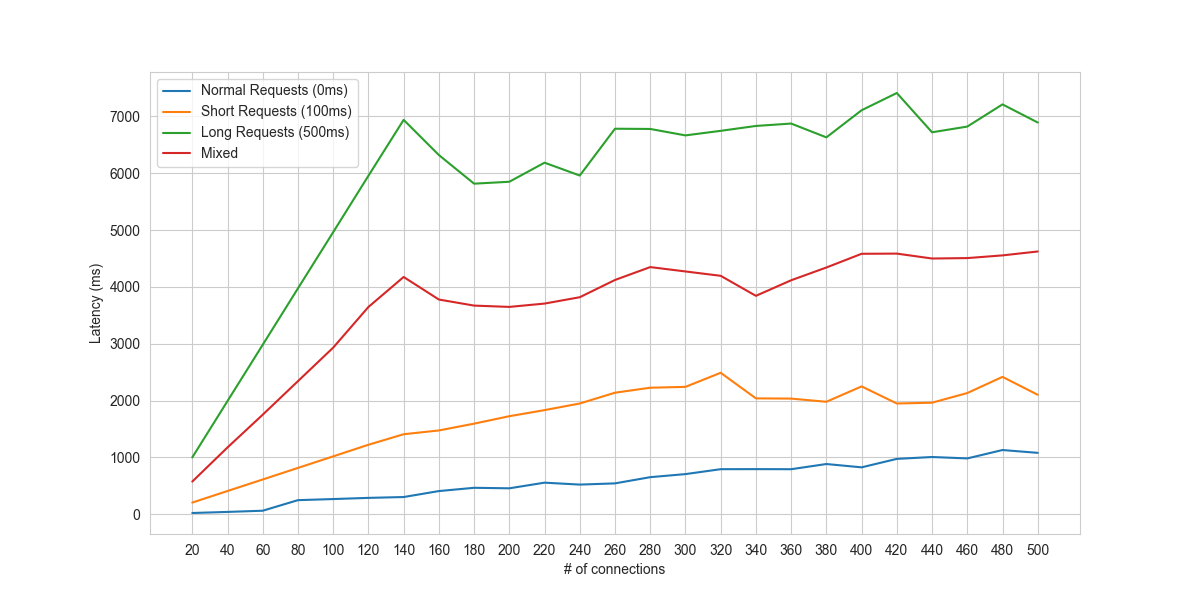 Normal Requests (0ms)
Short Requests (100ms)
Long Requests (500ms)
Mixed
7000
6000
5000
4000
3000
2000
1000
0
Latency (ms)
20 40 60 80 100 120 140 160 180 200 220 240 260 280 300 320 340 360 380 400 420 440 460 480 500
# of connections